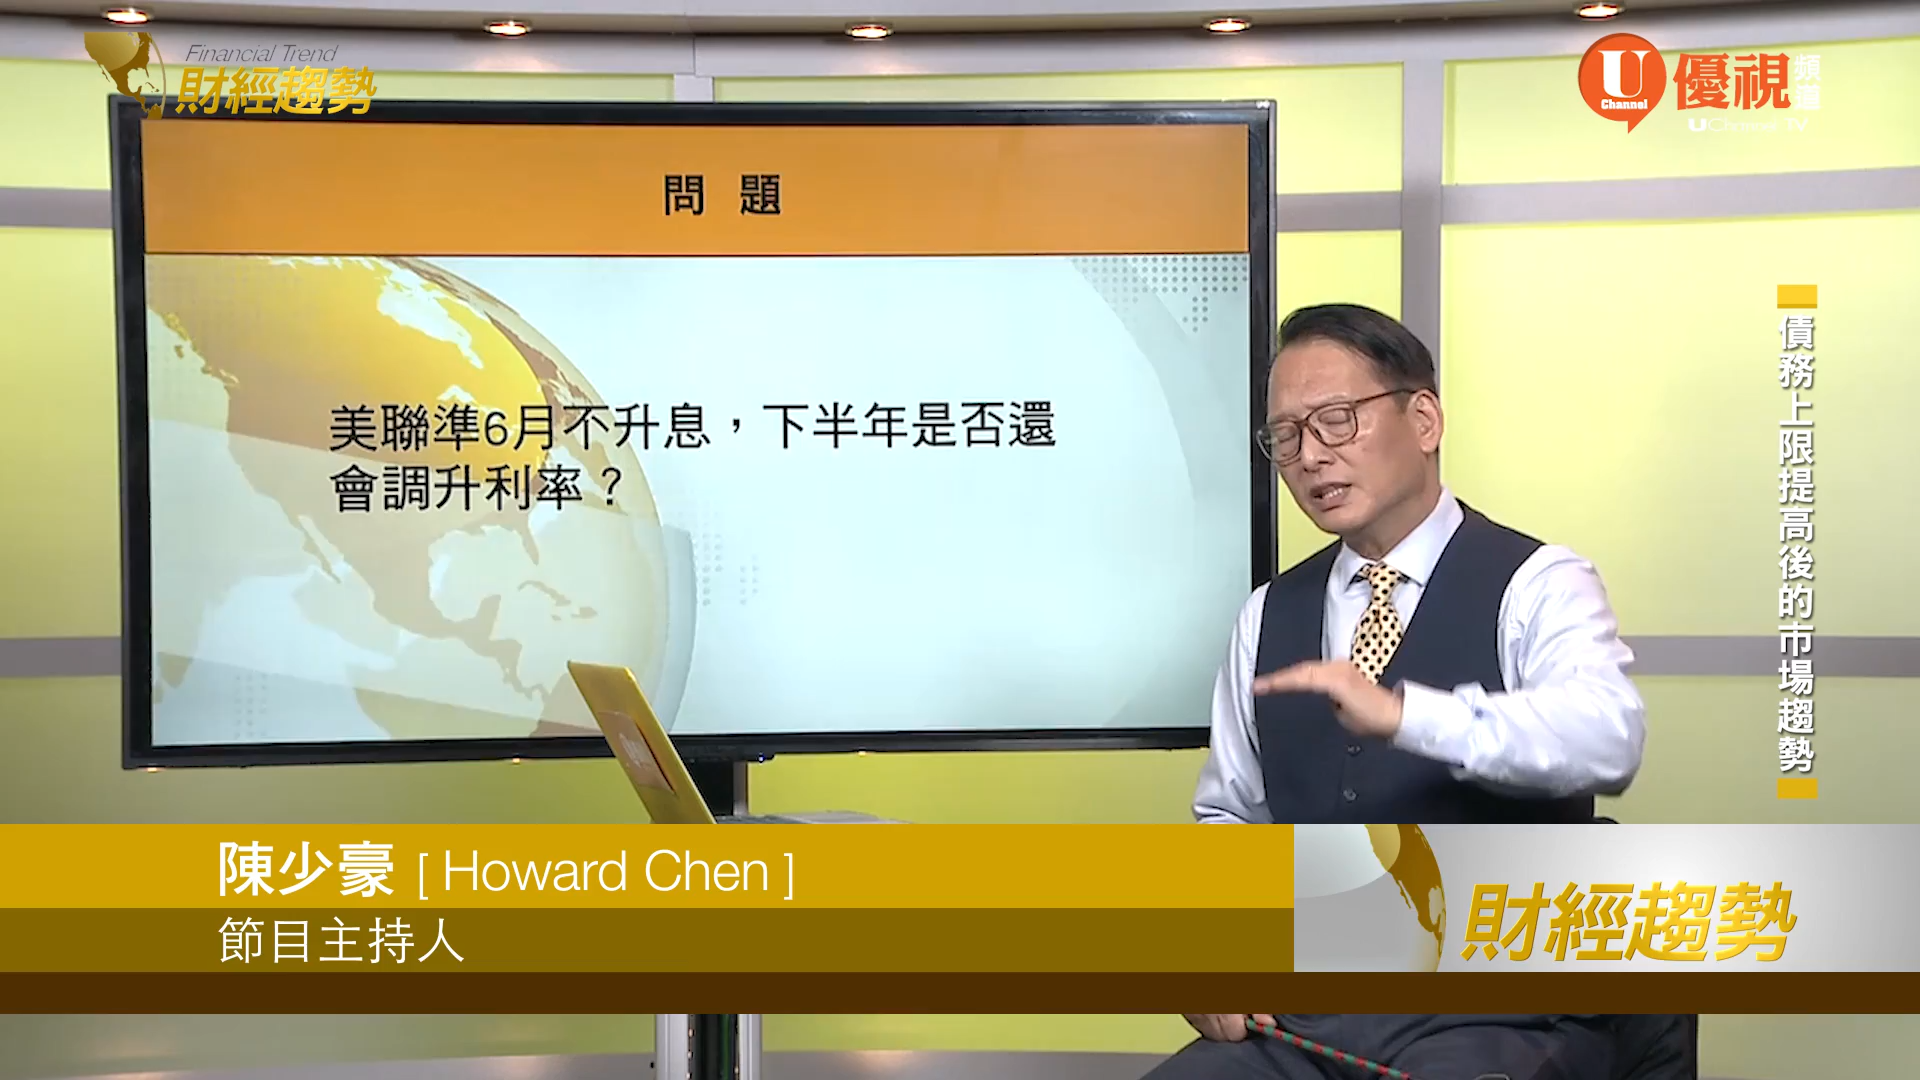 Financial Trend
財經趨勢
U
Channel
優視
頻道
UChannel TV
問 題
美聯準6月不升息，下半年是否還
會調升利率？
債務上限提高後的市場趨勢
陳少豪 [ Howard Chen ]
節目主持人
財經趨勢